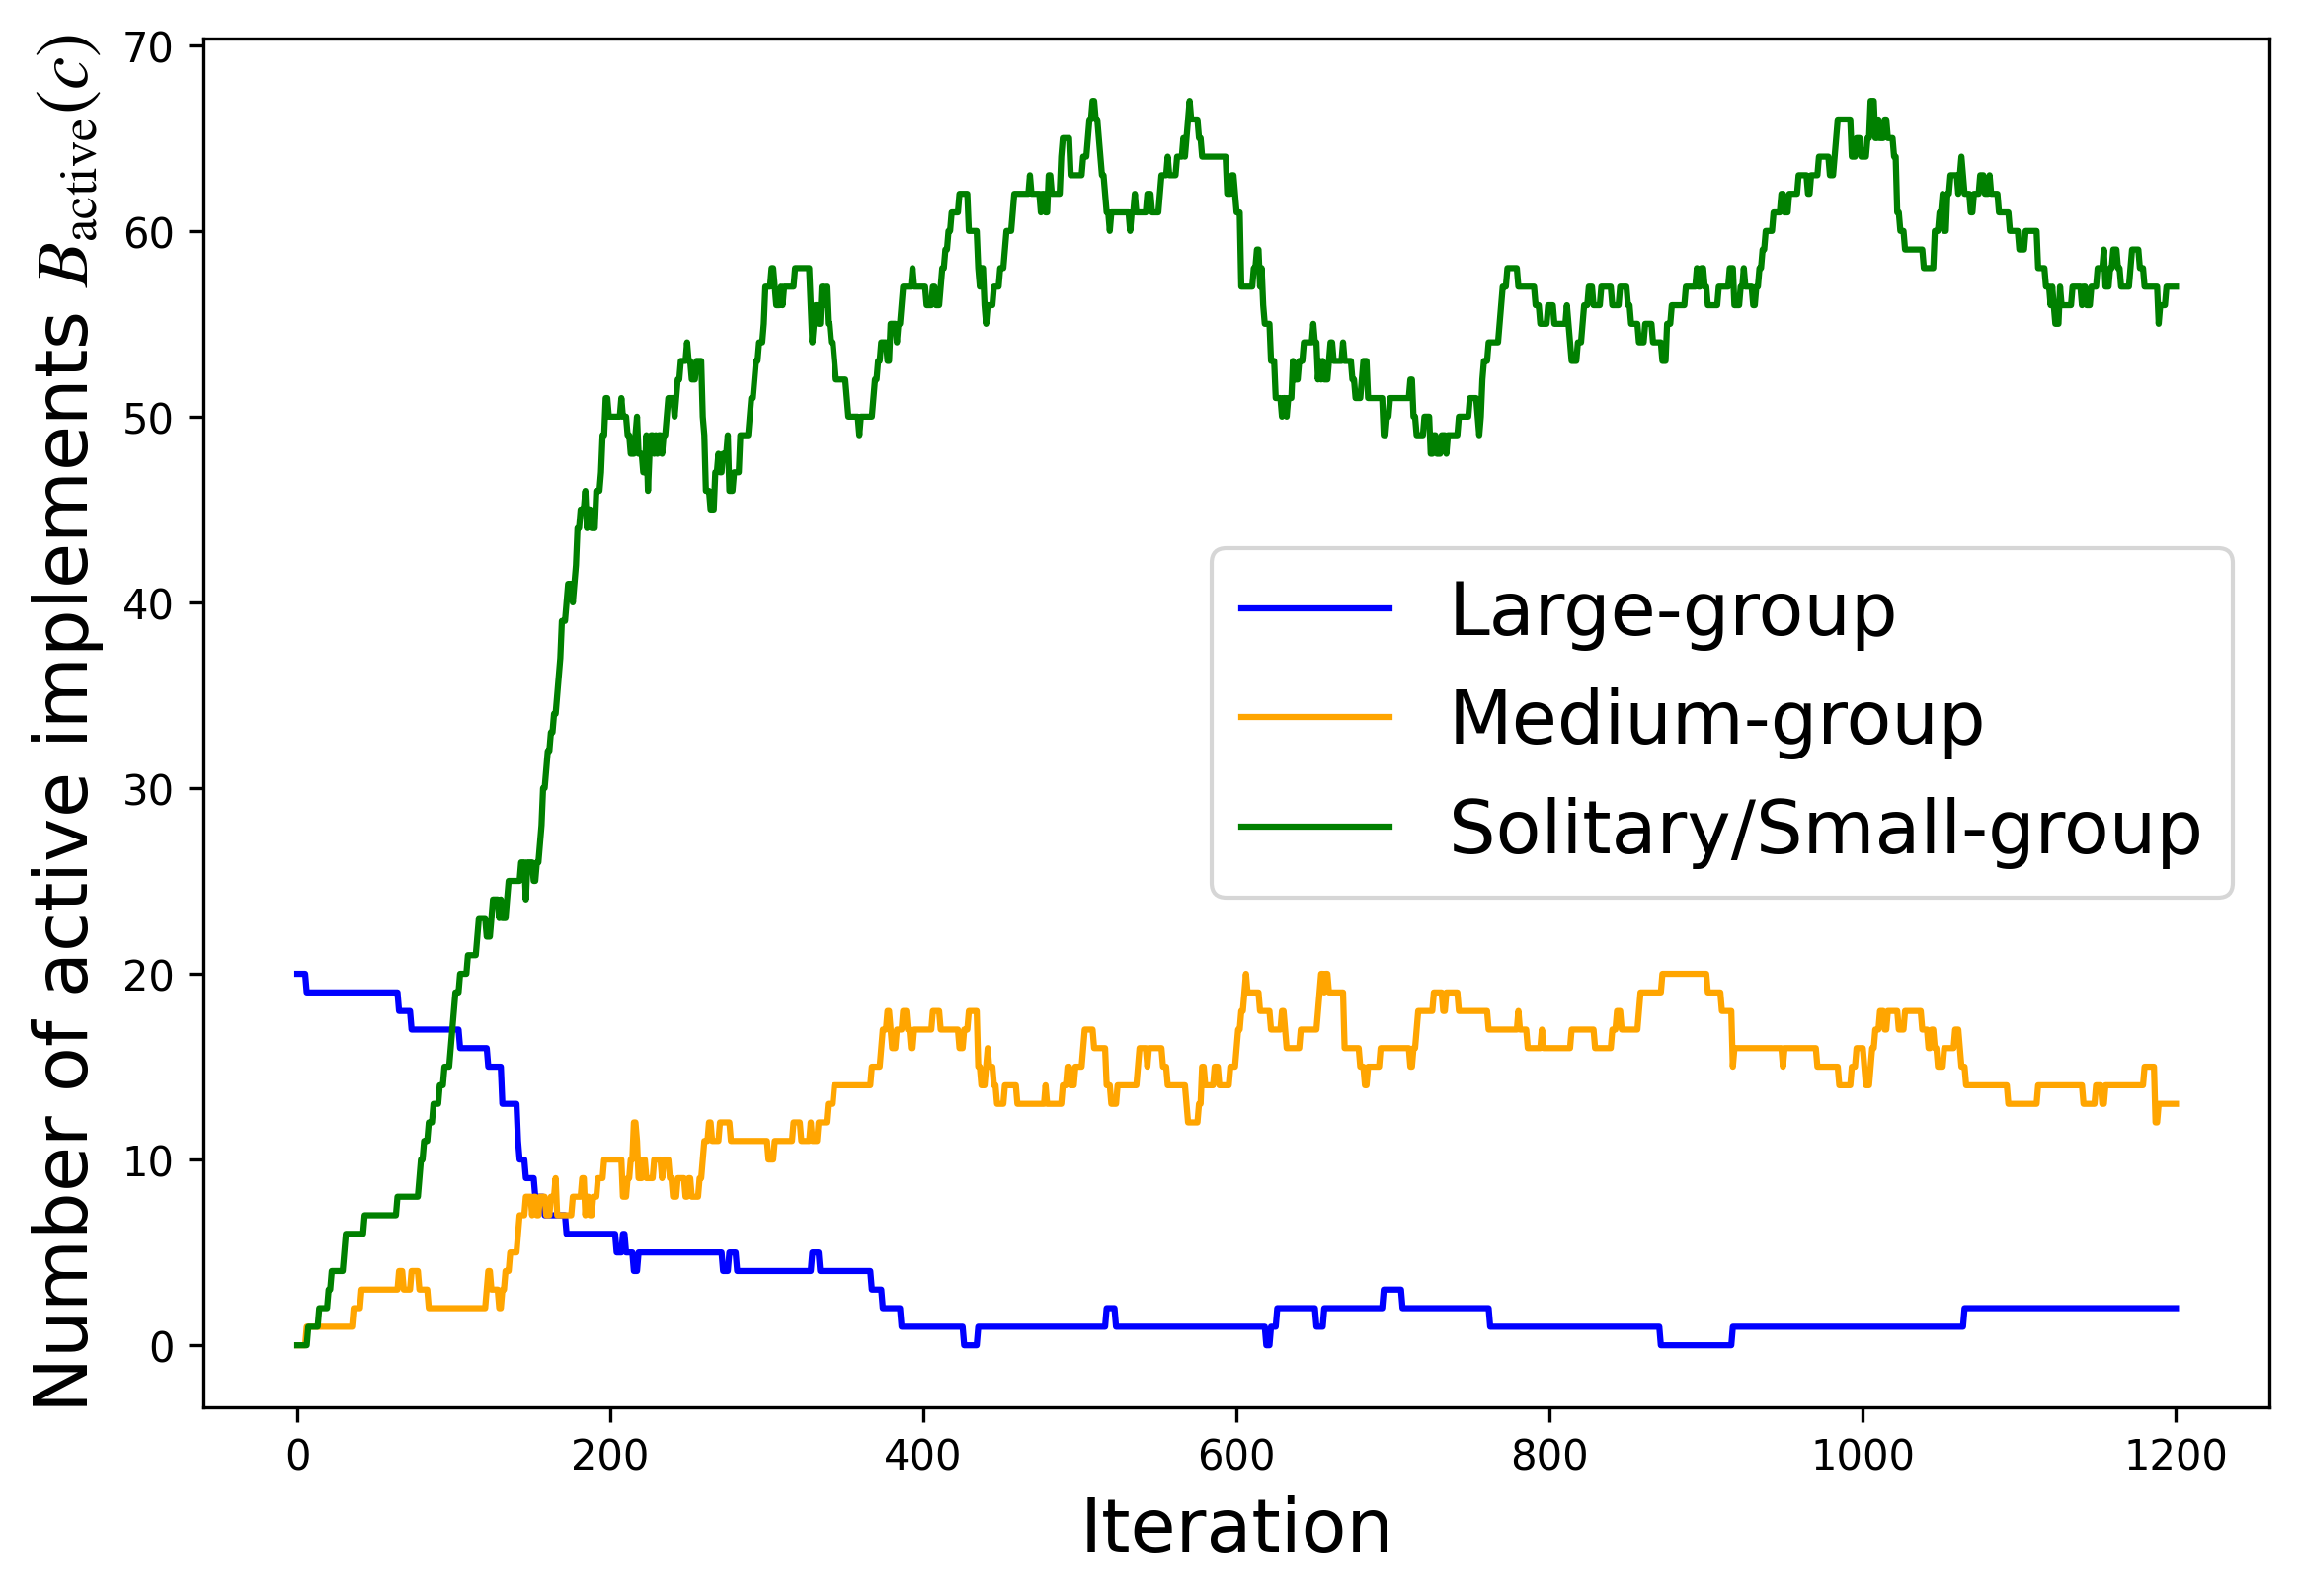 Number of active implements B_active(c)
70
60
50
40
30
20
10
0
Large-group
Medium-group
Solitary/Small-group
0 200 400 600 800 1000 1200
Iteration